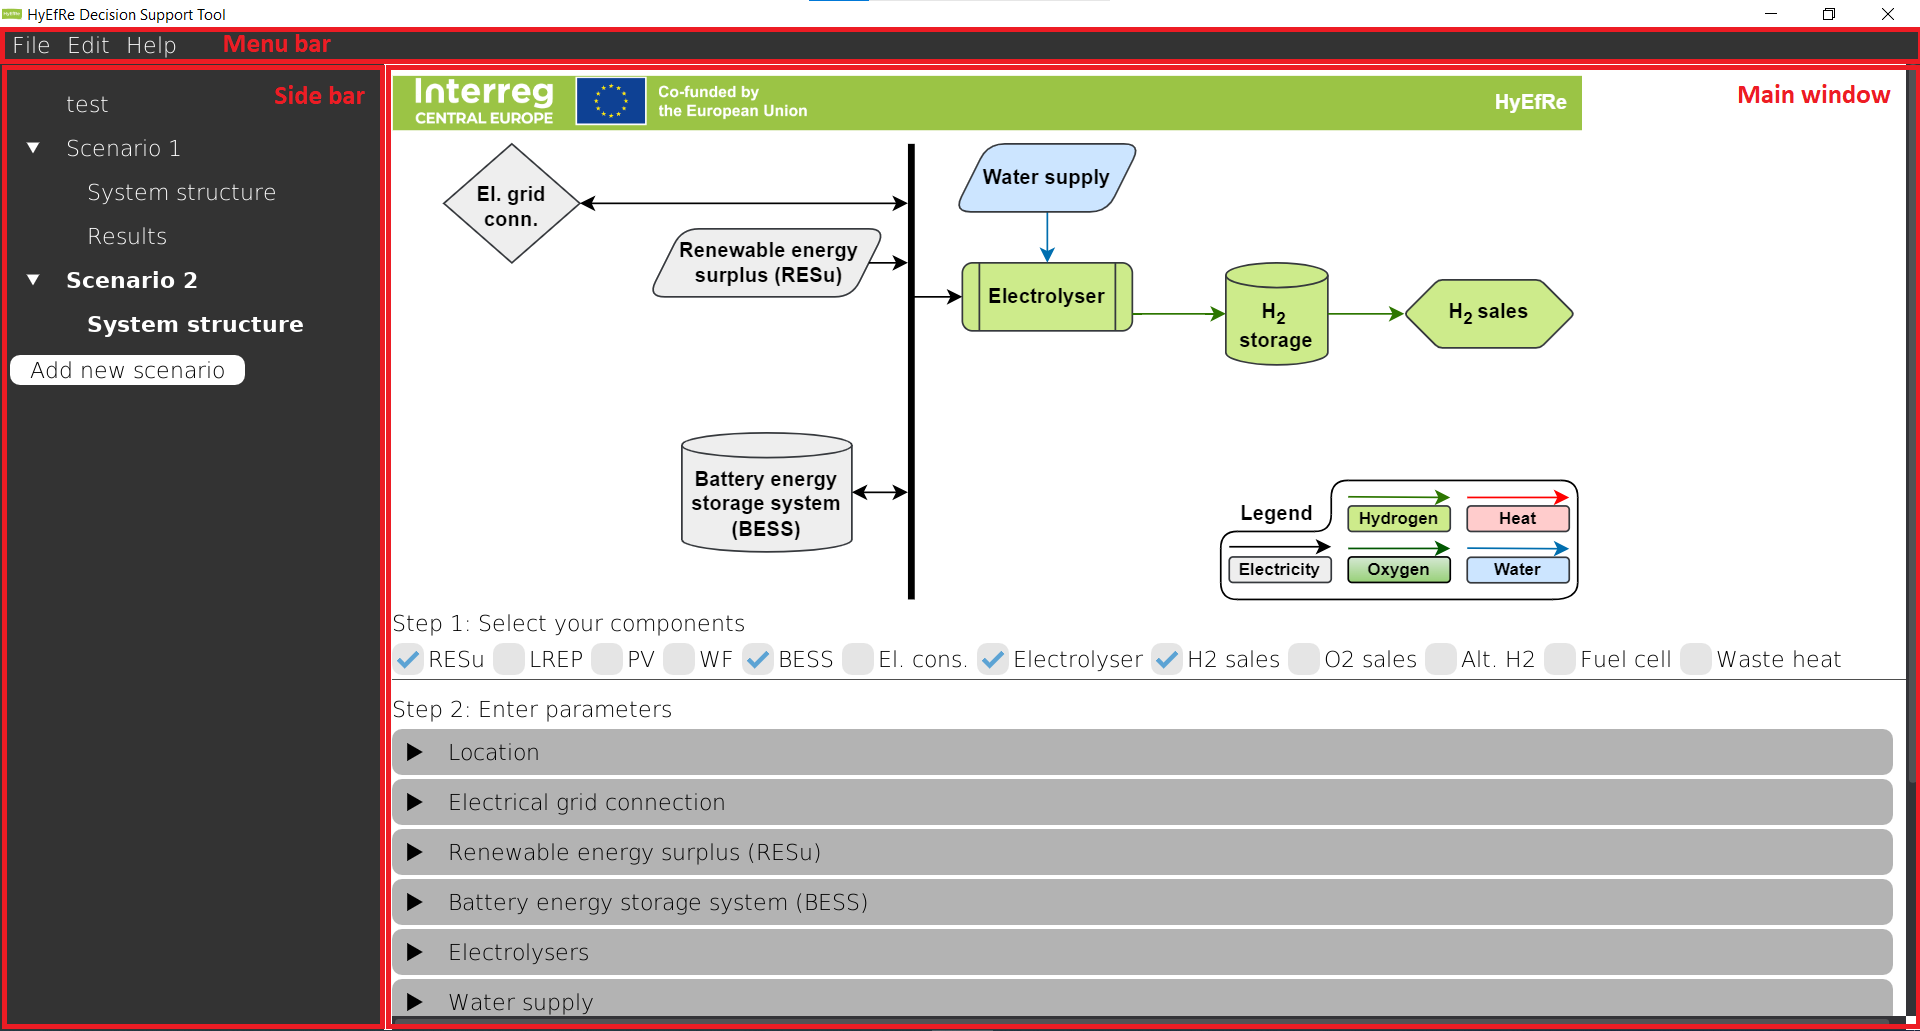 HyEfRe HyEfRe Decision Support Tool
File Edit Help Menu bar
Side bar
test
Scenario 1
System structure
Results
Scenario 2
System structure
Add new scenario
Main window
Interreg
CENTRAL EUROPE
Co-funded by
the European Union
HyEfRe
El. grid
conn.
Renewable energy
surplus (RESu)
Water supply
Electrolyser
H2
storage
H2 sales
Battery energy
storage system
(BESS)
Legend
Hydrogen
Heat
Electricity
Oxygen
Water
Step 1: Select your components
RESu LREP PV WF BESS El. cons. Electrolyser H2 sales O2 sales Alt. H2 Fuel cell Waste heat
Step 2: Enter parameters
Location
Electrical grid connection
Renewable energy surplus (RESu)
Battery energy storage system (BESS)
Electrolysers
Water supply